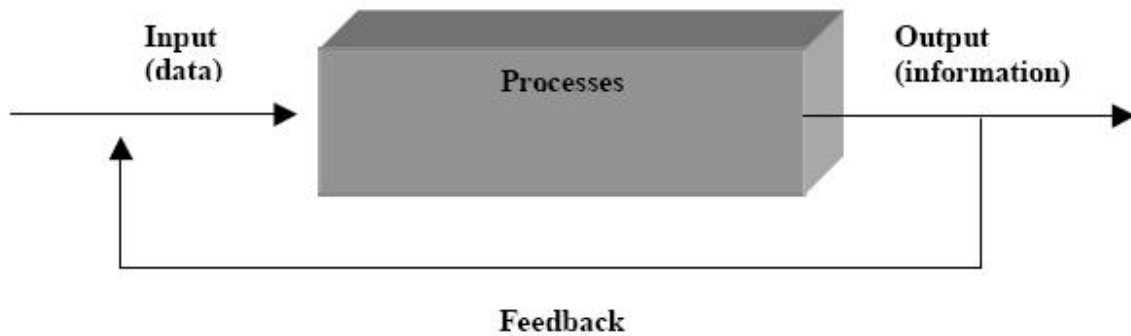 Input
(data)
Processes
Output
(information)
Feedback